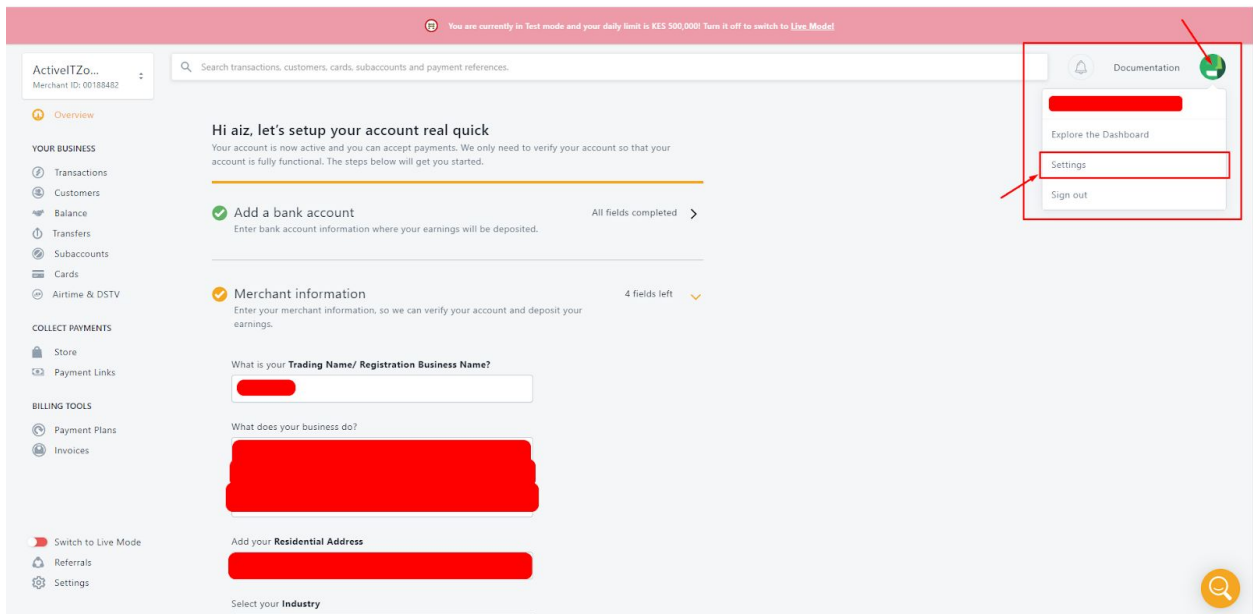 You are currently in Test mode and your daily limit is KES 500,000! Turn it off to switch to Live Mode!
ActiveITZo...
Merchant ID: 00188482
Search transactions, customers, cards, subaccounts and payment references.
Documentation
Explore the Dashboard
Settings
Sign out
Overview
YOUR BUSINESS
Transactions
Customers
Balance
Transfers
Subaccounts
Cards
Airtime & DSTV
COLLECT PAYMENTS
Store
Payment Links
BILLING TOOLS
Payment Plans
Invoices
Switch to Live Mode
Referrals
Settings
Hi aiz, let's setup your account real quick
Your account is now active and you can accept payments. We only need to verify your account so that your
account is fully functional. The steps below will get you started.
Add a bank account
All fields completed
Enter bank account information where your earnings will be deposited.
Merchant information
4 fields left
Enter your merchant information, so we can verify your account and deposit your
earnings.
What is your Trading Name/ Registration Business Name?
What does your business do?
Add your Residential Address
Select your Industry